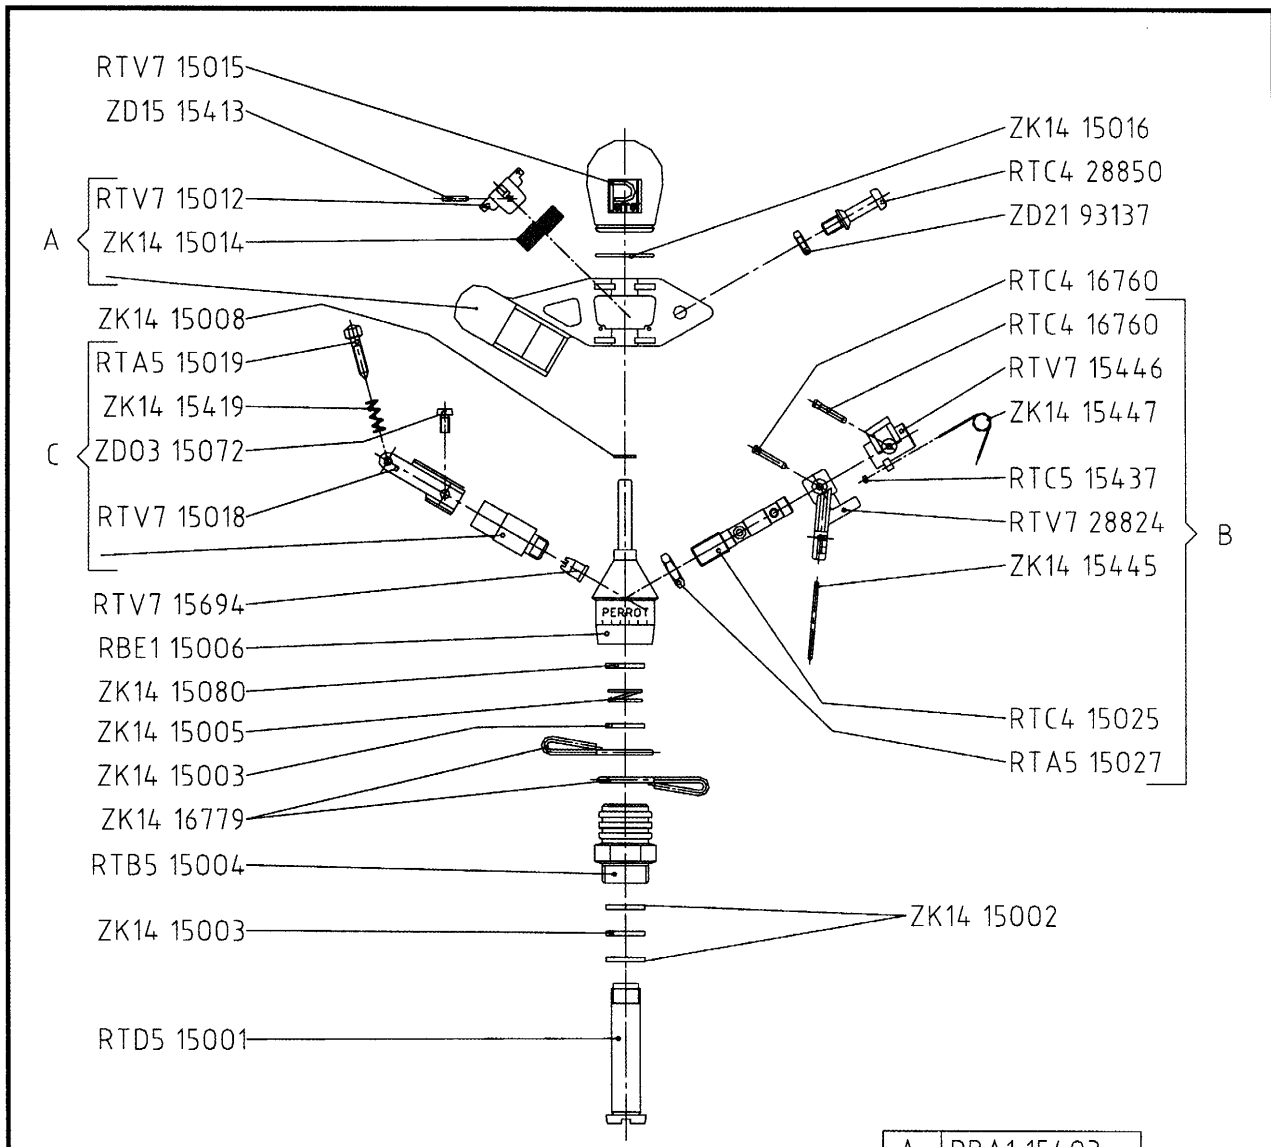 RTV7 15015
ZD15 15413
RTV7 15012
A
ZK14 15014
ZK14 15008
RTA5 15019
ZK14 15419
C
ZD03 15072
RTV7 15018
RTV7 15694
RBE1 15006
ZK14 15080
ZK14 15005
ZK14 15003
ZK14 16779
RTB5 15004
ZK14 15003
RTD5 15001
PERROT
ZK14 15016
RTC4 28850
ZD21 93137
RTC4 16760
RTC4 16760
RTV7 15446
ZK14 15447
RTC5 15437
RTV7 28824
B
ZK14 15445
RTC4 15025
RTA5 15027
ZK14 15002
A RBA1 15403